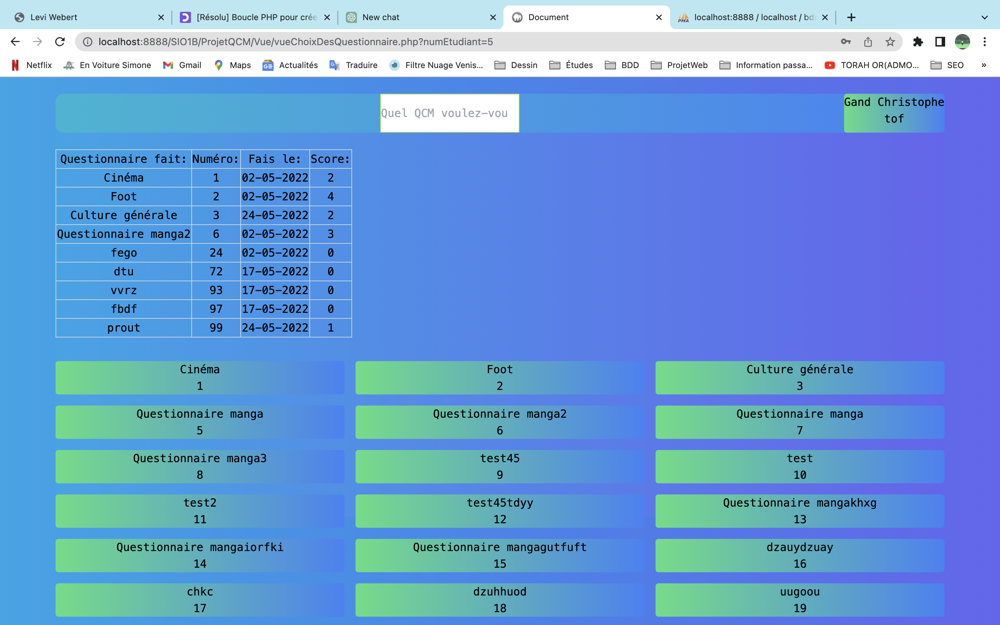 Levi Webert
[Résolu] Boucle PHP pour crée
New chat
Document
localhost:8888 / localhost / bd
localhost:8888/SIO1B/ProjetQCM/Vue/vueChoixDesQuestionnaire.php?numEtudiant=5
Netflix En Voiture Simone Gmail Maps Actualités Traduire Filtre Nuage Venis... Dessin Études BDD ProjetWeb Information passa... TORAH OR(ADMO... SEO »
Quel QCM voulez-vou
Gand Christophe
tof
Questionnaire fait: Numéro: Fais le: Score:
Cinéma 1 02-05-2022 2
Foot 2 02-05-2022 4
Culture générale 3 24-05-2022 2
Questionnaire manga2 6 02-05-2022 3
fego 24 02-05-2022 0
dtu 72 17-05-2022 0
vvrz 93 17-05-2022 0
fbdf 97 17-05-2022 0
prout 99 24-05-2022 1
Cinéma Foot Culture générale
1 2 3
Questionnaire manga Questionnaire manga2 Questionnaire manga
5 6 7
Questionnaire manga3 test45 test
8 9 10
test2 test45tdyy Questionnaire mangakhxg
11 12 13
Questionnaire mangaiorfki Questionnaire mangagutfuft dzauydzuay
14 15 16
chkc dzuhhuod uugoou
17 18 19